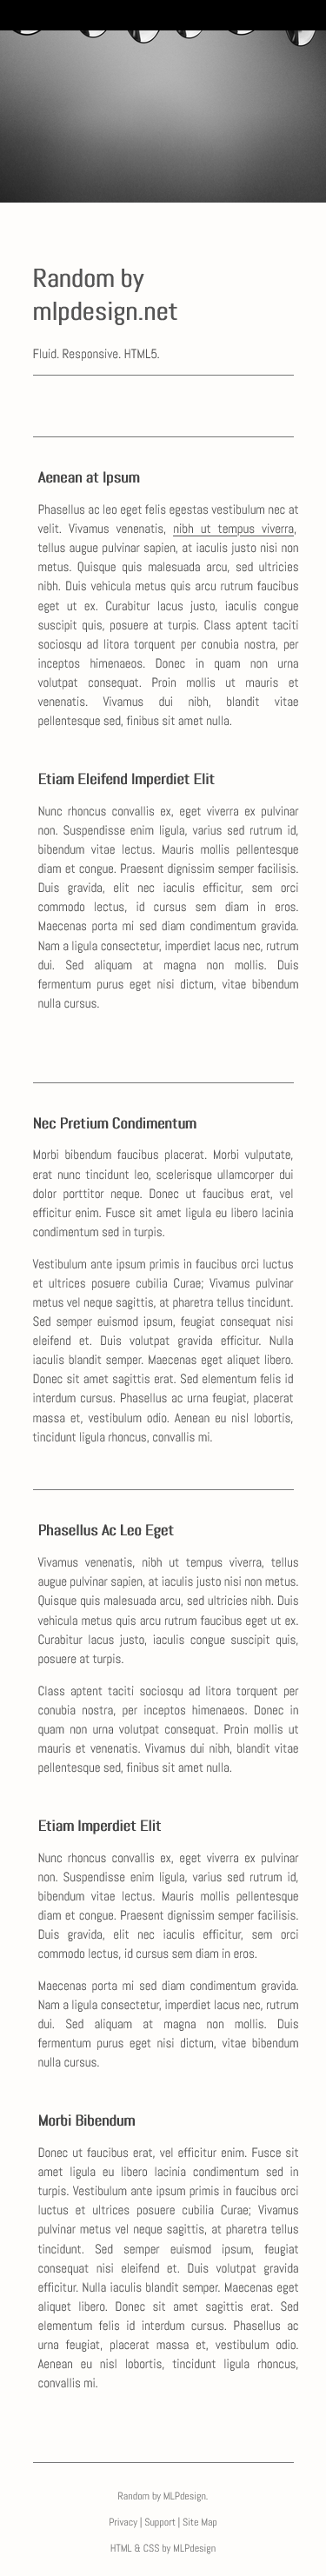 Random by
mlpdesign.net
Fluid. Responsive. HTML5.
Aenean at Ipsum
Phasellus ac leo eget felis egestas vestibulum nec at
velit. Vivamus venenatis, nibh ut tempus viverra,
tellus augue pulvinar sapien, at iaculis justo nisi non
metus. Quisque quis malesuada arcu, sed ultricies
nibh. Duis vehicula metus quis arcu rutrum faucibus
eget ut ex. Curabitur lacus justo, iaculis congue
suscipit quis, posuere at turpis. Class aptent taciti
sociosqu ad litora torquent per conubia nostra, per
inceptos himenaeos. Donec in quam non urna
volutpat consequat. Proin mollis ut mauris et
venenatis. Vivamus dui nibh, blandit vitae
pellentesque sed, finibus sit amet nulla.
Etiam Eleifend Imperdiet Elit
Nunc rhoncus convallis ex, eget viverra ex pulvinar
non. Suspendisse enim ligula, varius sed rutrum id,
bibendum vitae lectus. Mauris mollis pellentesque
diam et congue. Praesent dignissim semper facilisis.
Duis gravida, elit nec iaculis efficitur, sem orci
commodo lectus, id cursus sem diam in eros.
Maecenas porta mi sed diam condimentum gravida.
Nam a ligula consectetur, imperdiet lacus nec, rutrum
dui. Sed aliquam at magna non mollis. Duis
fermentum purus eget nisi dictum, vitae bibendum
nulla cursus.
Nec Pretium Condimentum
Morbi bibendum faucibus placerat. Morbi vulputate,
erat nunc tincidunt leo, scelerisque ullamcorper dui
dolor porttitor neque. Donec ut faucibus erat, vel
efficitur enim. Fusce sit amet ligula eu libero lacinia
condimentum sed in turpis.
Vestibulum ante ipsum primis in faucibus orci luctus
et ultrices posuere cubilia Curae; Vivamus pulvinar
metus vel neque sagittis, at pharetra tellus tincidunt.
Sed semper euismod ipsum, feugiat consequat nisi
eleifend et. Duis volutpat gravida efficitur. Nulla
iaculis blandit semper. Maecenas eget aliquet libero.
Donec sit amet sagittis erat. Sed elementum felis id
interdum cursus. Phasellus ac urna feugiat, placerat
massa et, vestibulum odio. Aenean eu nisl lobortis,
tincidunt ligula rhoncus, convallis mi.
Phasellus Ac Leo Eget
Vivamus venenatis, nibh ut tempus viverra, tellus
augue pulvinar sapien, at iaculis justo nisi non metus.
Quisque quis malesuada arcu, sed ultricies nibh. Duis
vehicula metus quis arcu rutrum faucibus eget ut ex.
Curabitur lacus justo, iaculis congue suscipit quis,
posuere at turpis.
Class aptent taciti sociosqu ad litora torquent per
conubia nostra, per inceptos himenaeos. Donec in
quam non urna volutpat consequat. Proin mollis ut
mauris et venenatis. Vivamus dui nibh, blandit vitae
pellentesque sed, finibus sit amet nulla.
Etiam Imperdiet Elit
Nunc rhoncus convallis ex, eget viverra ex pulvinar
non. Suspendisse enim ligula, varius sed rutrum id,
bibendum vitae lectus. Mauris mollis pellentesque
diam et congue. Praesent dignissim semper facilisis.
Duis gravida, elit nec iaculis efficitur, sem orci
commodo lectus, id cursus sem diam in eros.
Maecenas porta mi sed diam condimentum gravida.
Nam a ligula consectetur, imperdiet lacus nec, rutrum
dui. Sed aliquam at magna non mollis. Duis
fermentum purus eget nisi dictum, vitae bibendum
nulla cursus.
Morbi Bibendum
Donec ut faucibus erat, vel efficitur enim. Fusce sit
amet ligula eu libero lacinia condimentum sed in
turpis. Vestibulum ante ipsum primis in faucibus orci
luctus et ultrices posuere cubilia Curae; Vivamus
pulvinar metus vel neque sagittis, at pharetra tellus
tincidunt. Sed semper euismod ipsum, feugiat
consequat nisi eleifend et. Duis volutpat gravida
efficitur. Nulla iaculis blandit semper. Maecenas eget
aliquet libero. Donec sit amet sagittis erat. Sed
elementum felis id interdum cursus. Phasellus ac
urna feugiat, placerat massa et, vestibulum odio.
Aenean eu nisl lobortis, tincidunt ligula rhoncus,
convallis mi.
Random by MLPdesign.
Privacy | Support | Site Map
HTML & CSS by MLPdesign